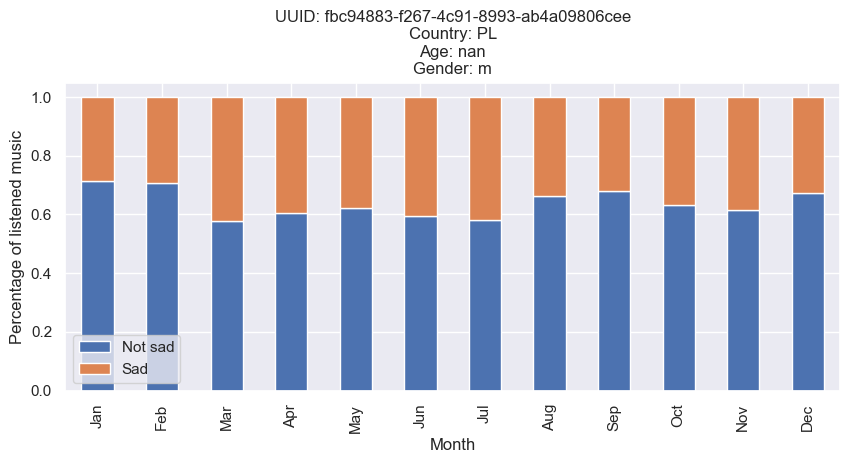 UUID: fbc94883-f267-4c91-8993-ab4a09806cee
Country: PL
Age: nan
Gender: m
Percentage of listened music
1.0
0.8
0.6
0.4
0.2
0.0
Not sad
Sad
Jan Feb Mar Apr May Jun Jul Aug Sep Oct Nov Dec
Month